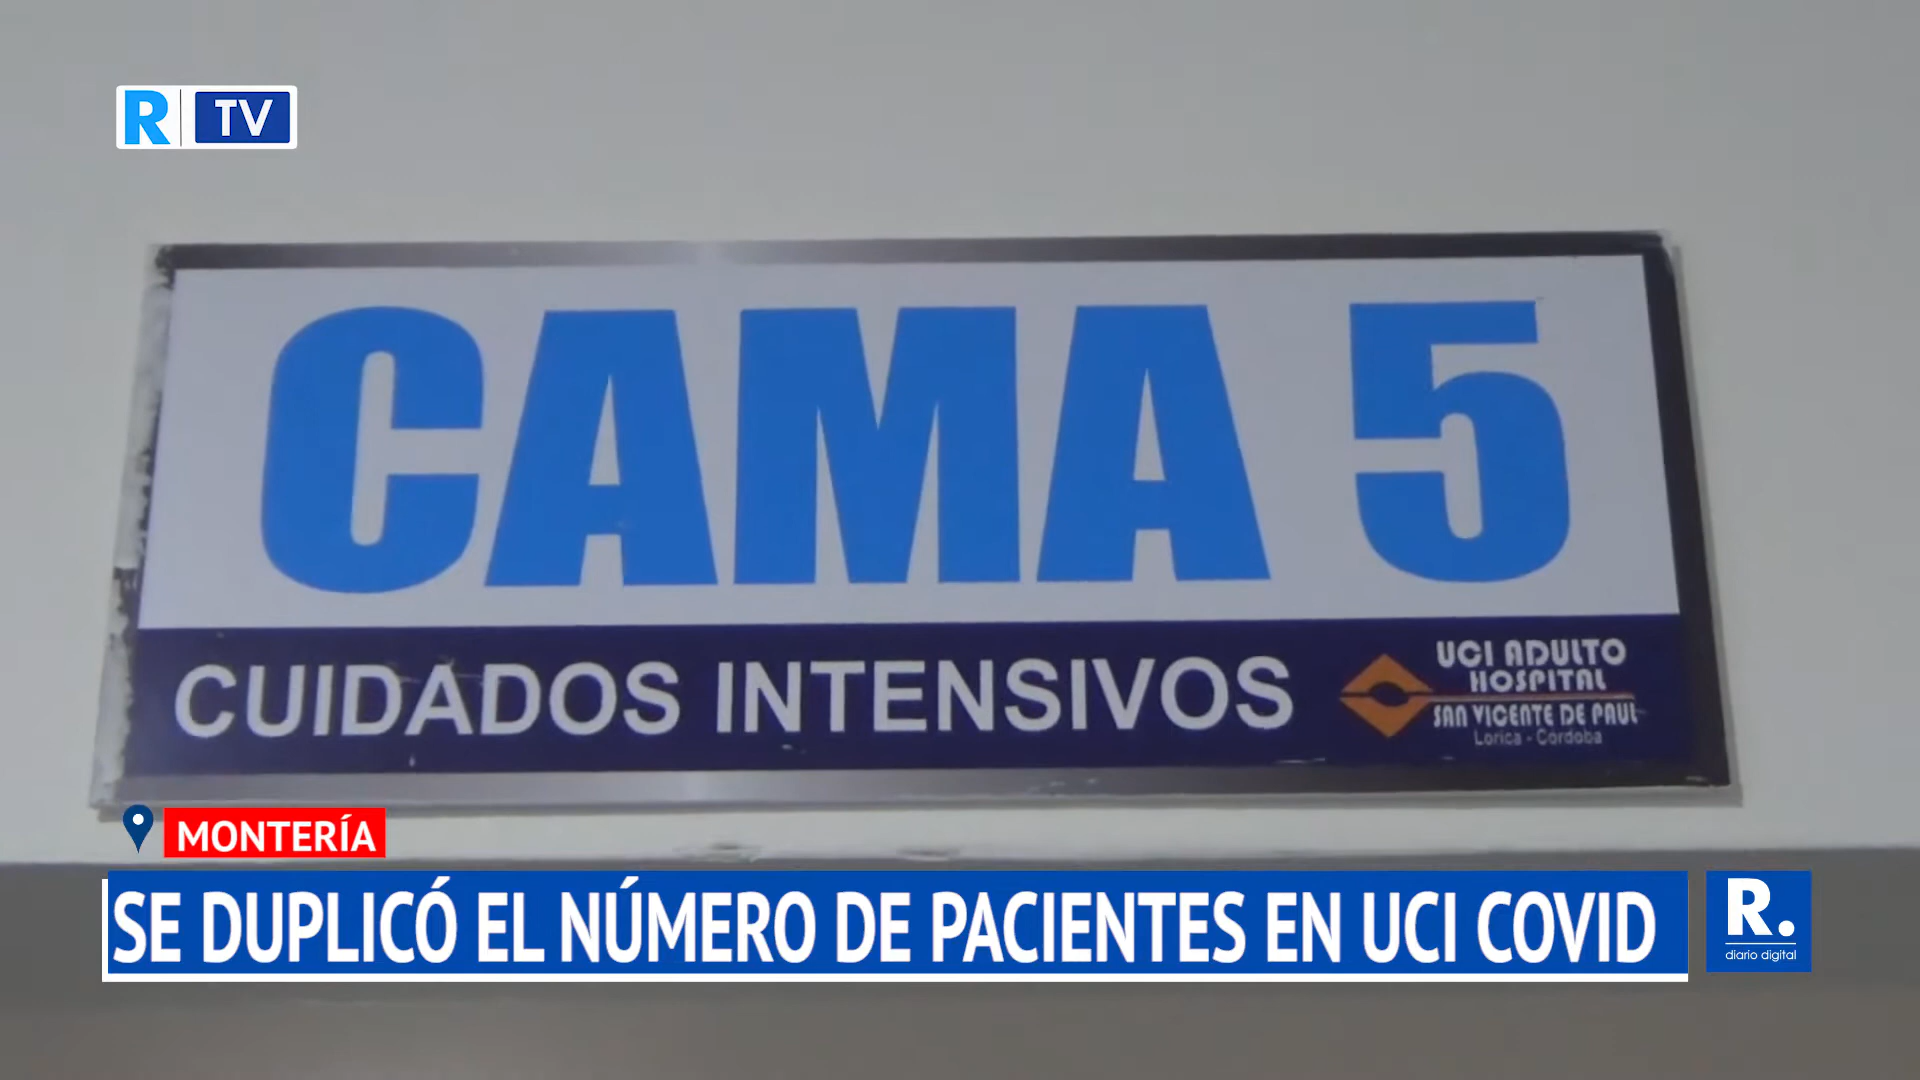 R TV
CAMA 5
CUIDADOS INTENSIVOS
UCI ADULTO
HOSPITAL
SAN VICENTE DE PAUL
Lorica - Cordoba
MONTERÍA
SE DUPLICÓ EL NÚMERO DE PACIENTES EN UCI COVID
R.
diario digital